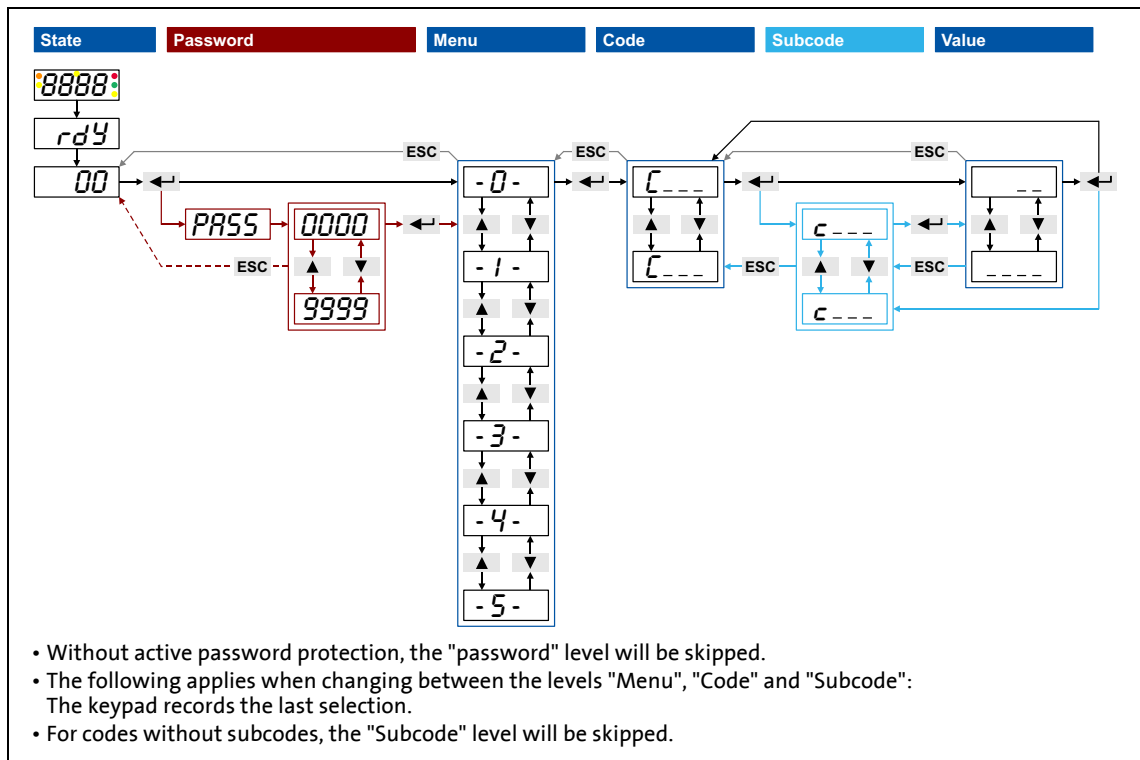 State Password Menu Code Subcode Value
8888
rdY
ESC ESC ESC
00 ↵ -0- ↵ C___ ↵ __ ↵
PASS 0000 ↵ c___ ↵
▲ ▼ ▲ ▼ ▲ ▼
ESC ▲ ▼ -1- C___ ESC ▲ ▼ ESC ____
9999 ▲ ▼ c___
-2-
▲ ▼
-3-
▲ ▼
-4-
▲ ▼
-5-
• Without active password protection, the "password" level will be skipped.
• The following applies when changing between the levels "Menu", "Code" and "Subcode":
The keypad records the last selection.
• For codes without subcodes, the "Subcode" level will be skipped.